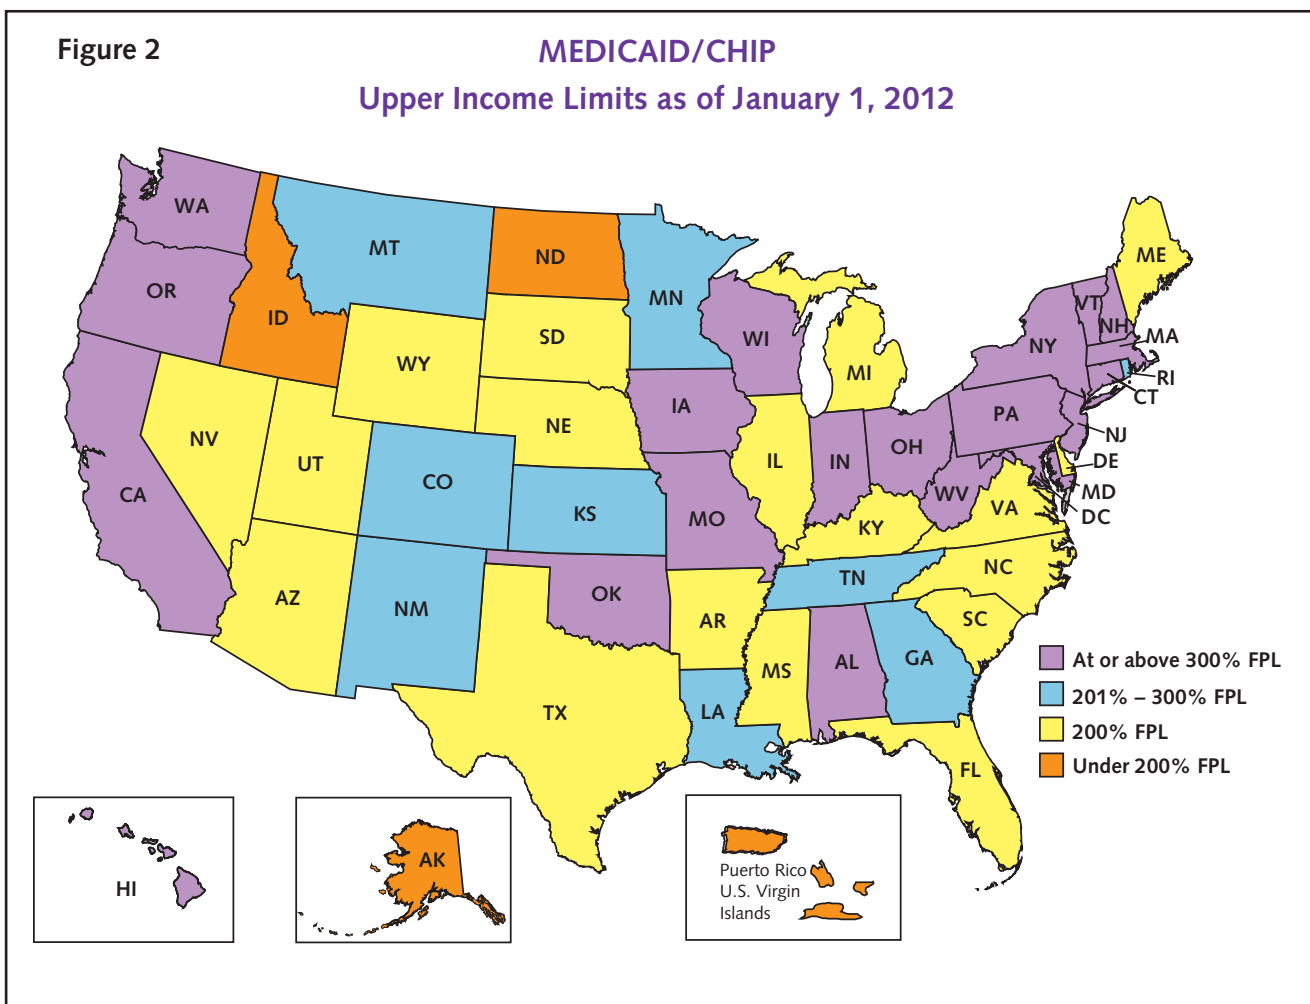 Figure 2
MEDICAID/CHIP
Upper Income Limits as of January 1, 2012
WA
OR
CA
NV
ID
MT
WY
UT
AZ
CO
NM
ND
SD
NE
KS
OK
TX
MN
IA
MO
AR
LA
WI
IL
MI
IN
OH
KY
TN
MS
AL
GA
FL
SC
NC
VA
WV
PA
NY
VT
NH
ME
MA
RI
CT
NJ
DE
MD
DC
At or above 300% FPL
201% – 300% FPL
200% FPL
Under 200% FPL
HI
AK
Puerto Rico
U.S. Virgin
Islands